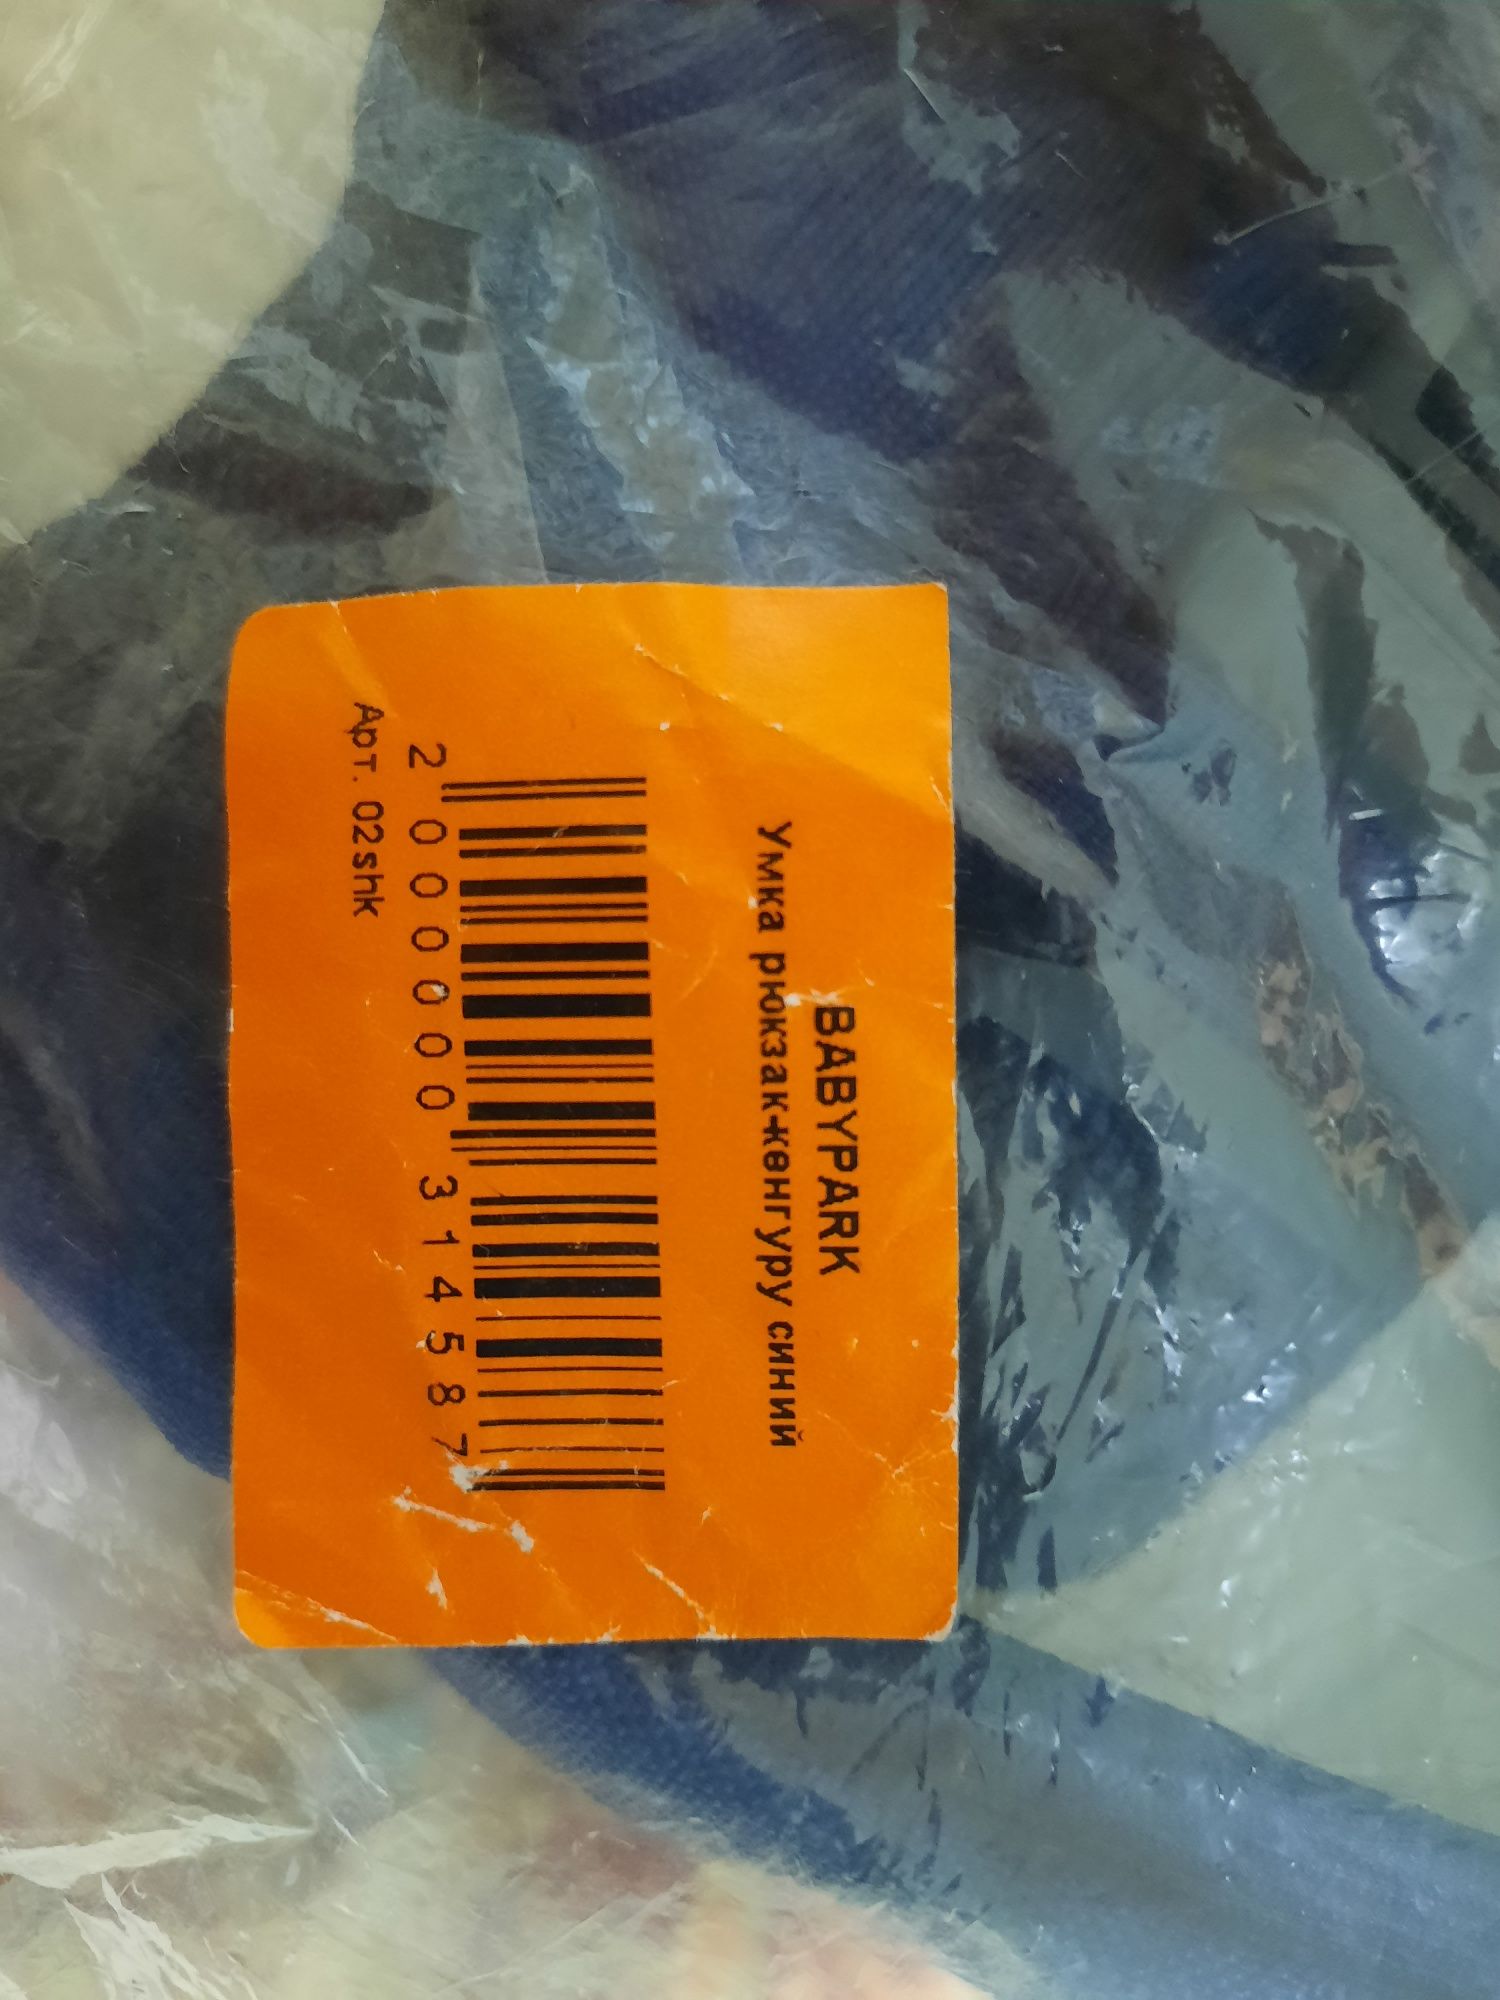 BABYPARK
Умка рюкзак-кенгуру синий
2 000000 314587
Арт. 02shk